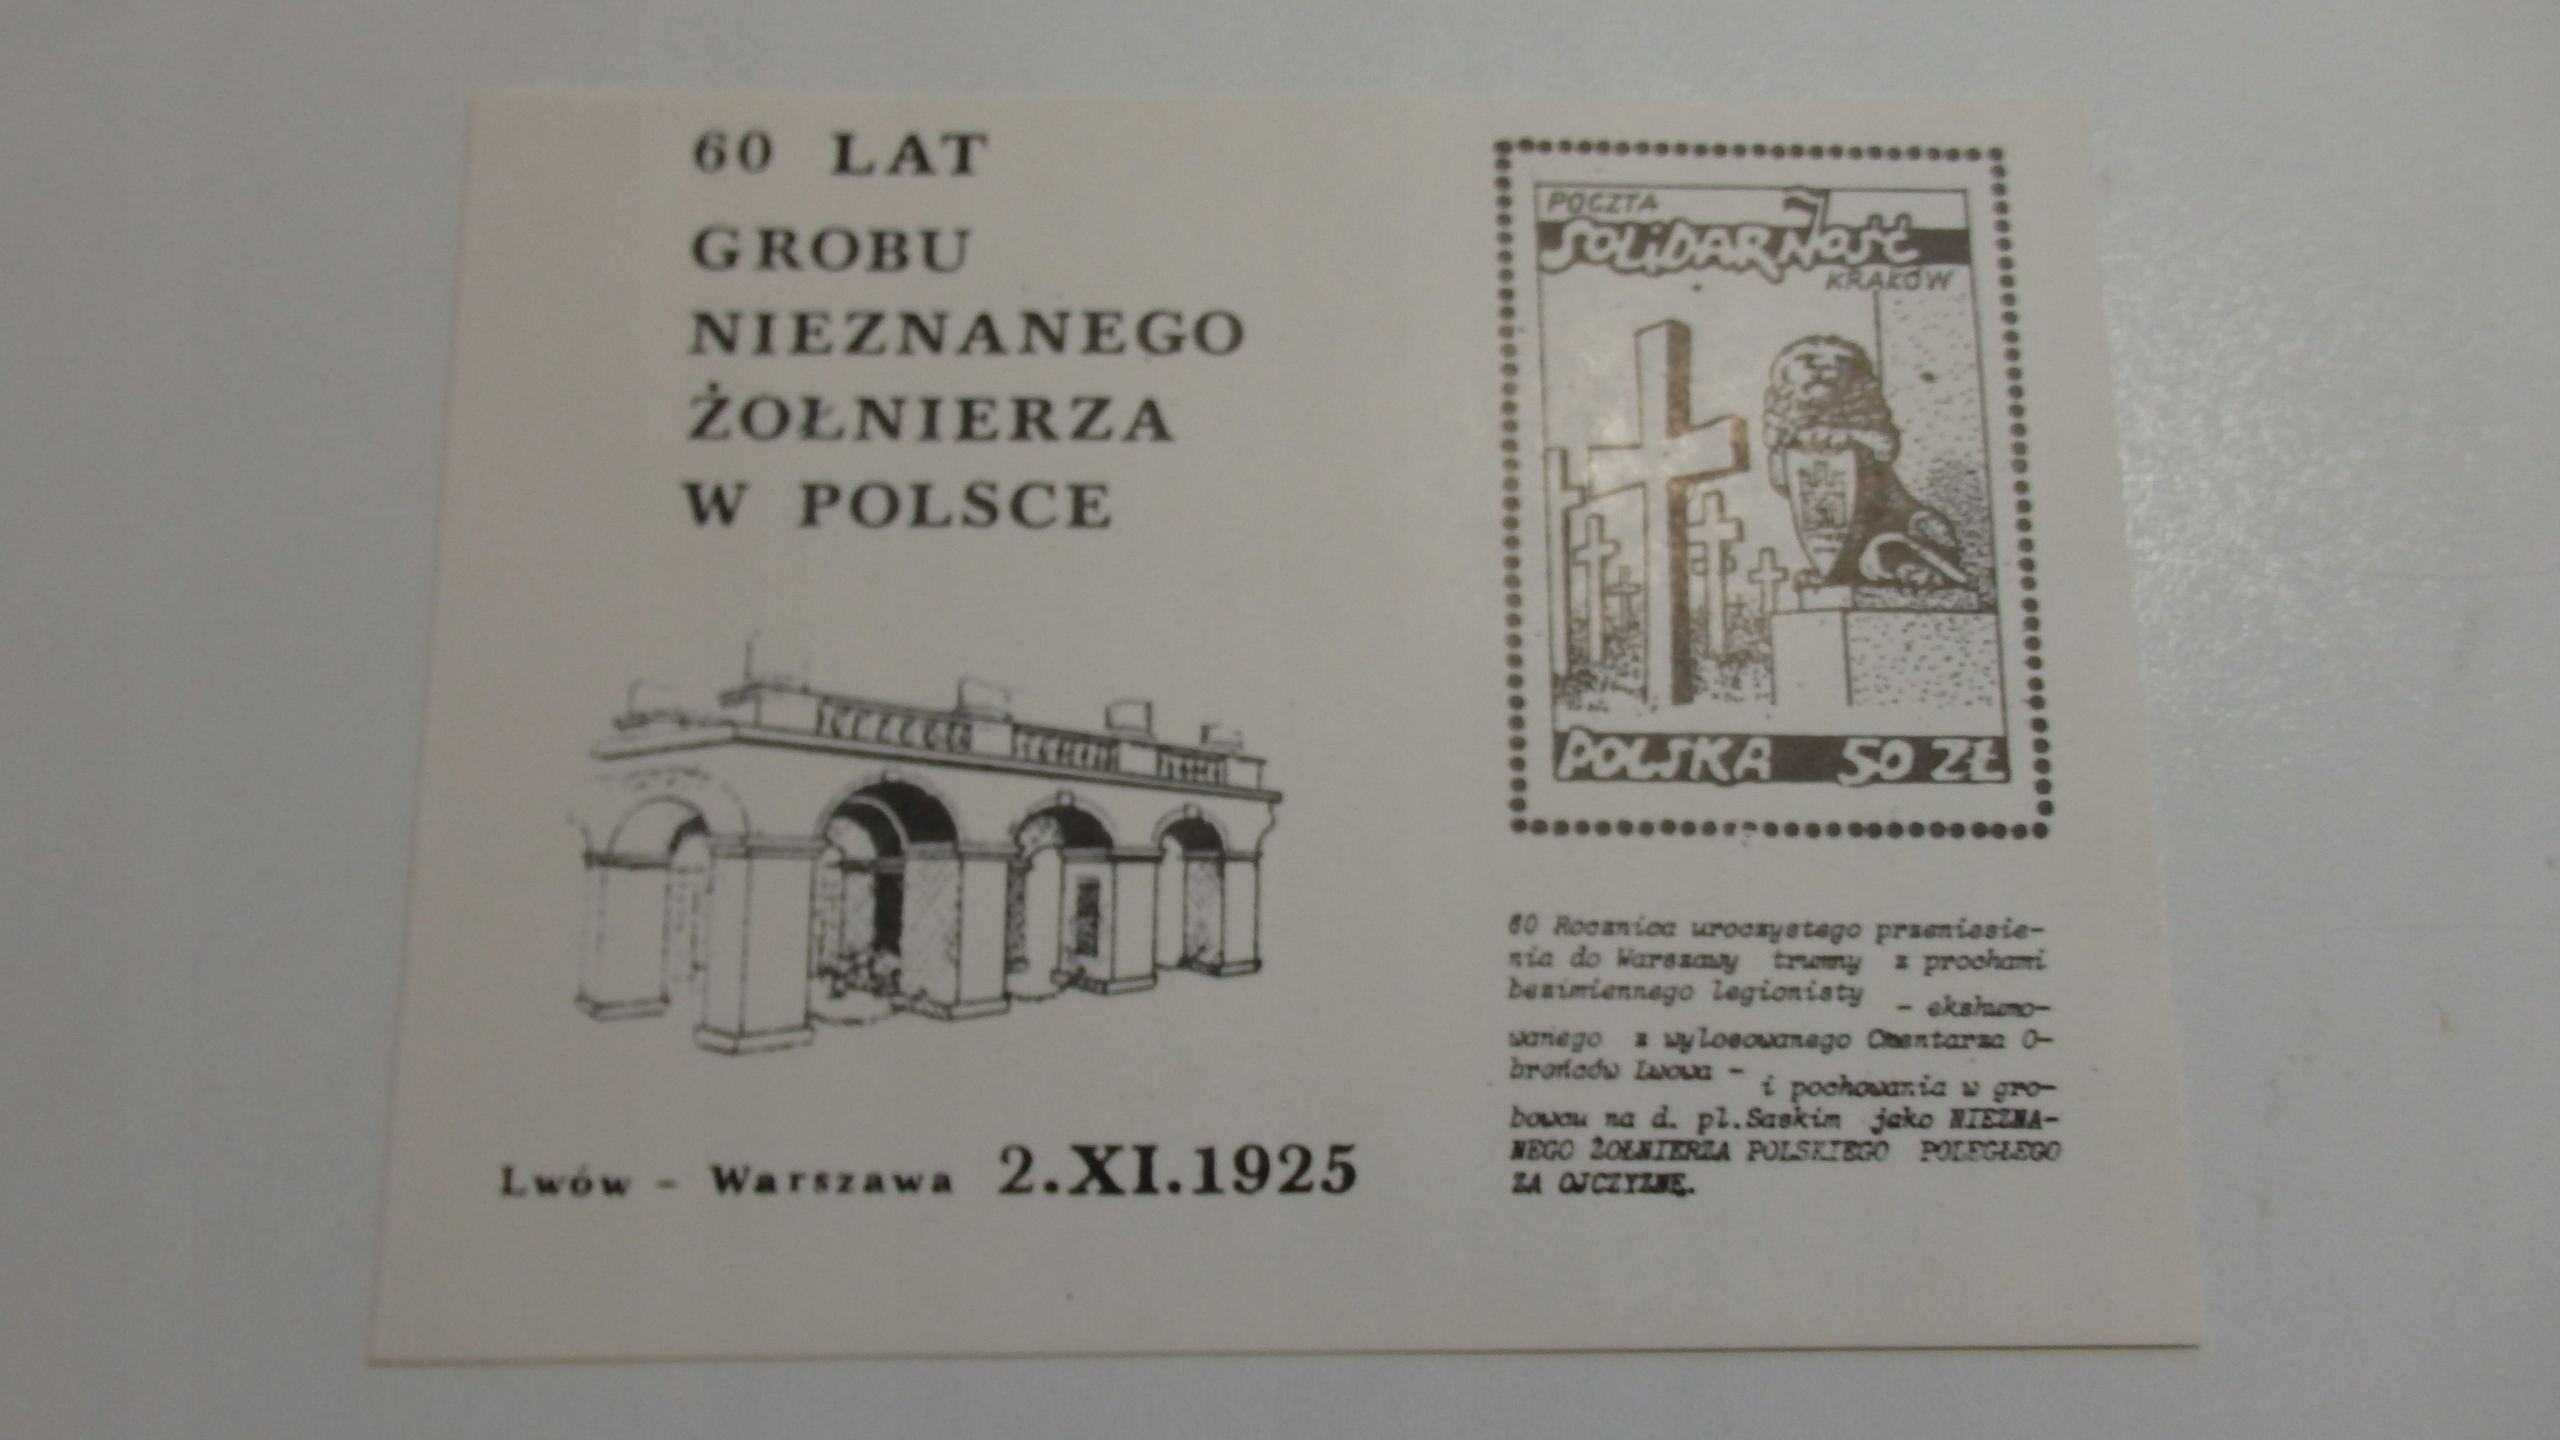 60 LAT
GROBU
NIEZNANEGO
ŻOŁNIERZA
W POLSCE
Lwów - Warszawa 2.XI.1925
POCZTA
SOLiDARNOŚĆ
KRAKÓW
POLSKA 50 ZŁ
60 Rocznica uroczystego przeniesie-
nia do Warszawy trumny z prochami
bezimiennego legionisty - ekshumo-
wanego z wylosowanego Cmentarza O-
brońców Lwowa - i pochowania w gro-
bowcu na d. pl.Saskim jako NIEZNA-
NEGO ŻOŁNIERZA POLSKIEGO POLEGŁEGO
ZA OJCZYZNĘ.